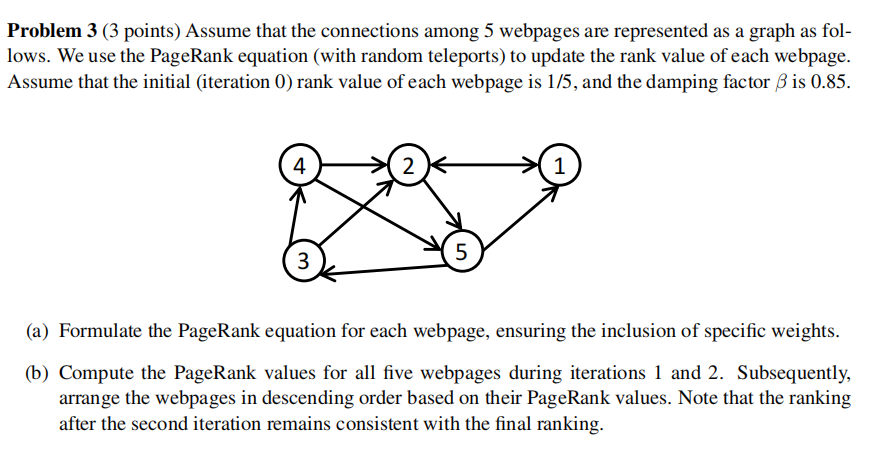 Problem 3 (3 points) Assume that the connections among 5 webpages are represented as a graph as fol-
lows. We use the PageRank equation (with random teleports) to update the rank value of each webpage.
Assume that the initial (iteration 0) rank value of each webpage is 1/5, and the damping factor β is 0.85.
4 2 1
3 5
(a) Formulate the PageRank equation for each webpage, ensuring the inclusion of specific weights.
(b) Compute the PageRank values for all five webpages during iterations 1 and 2. Subsequently,
arrange the webpages in descending order based on their PageRank values. Note that the ranking
after the second iteration remains consistent with the final ranking.